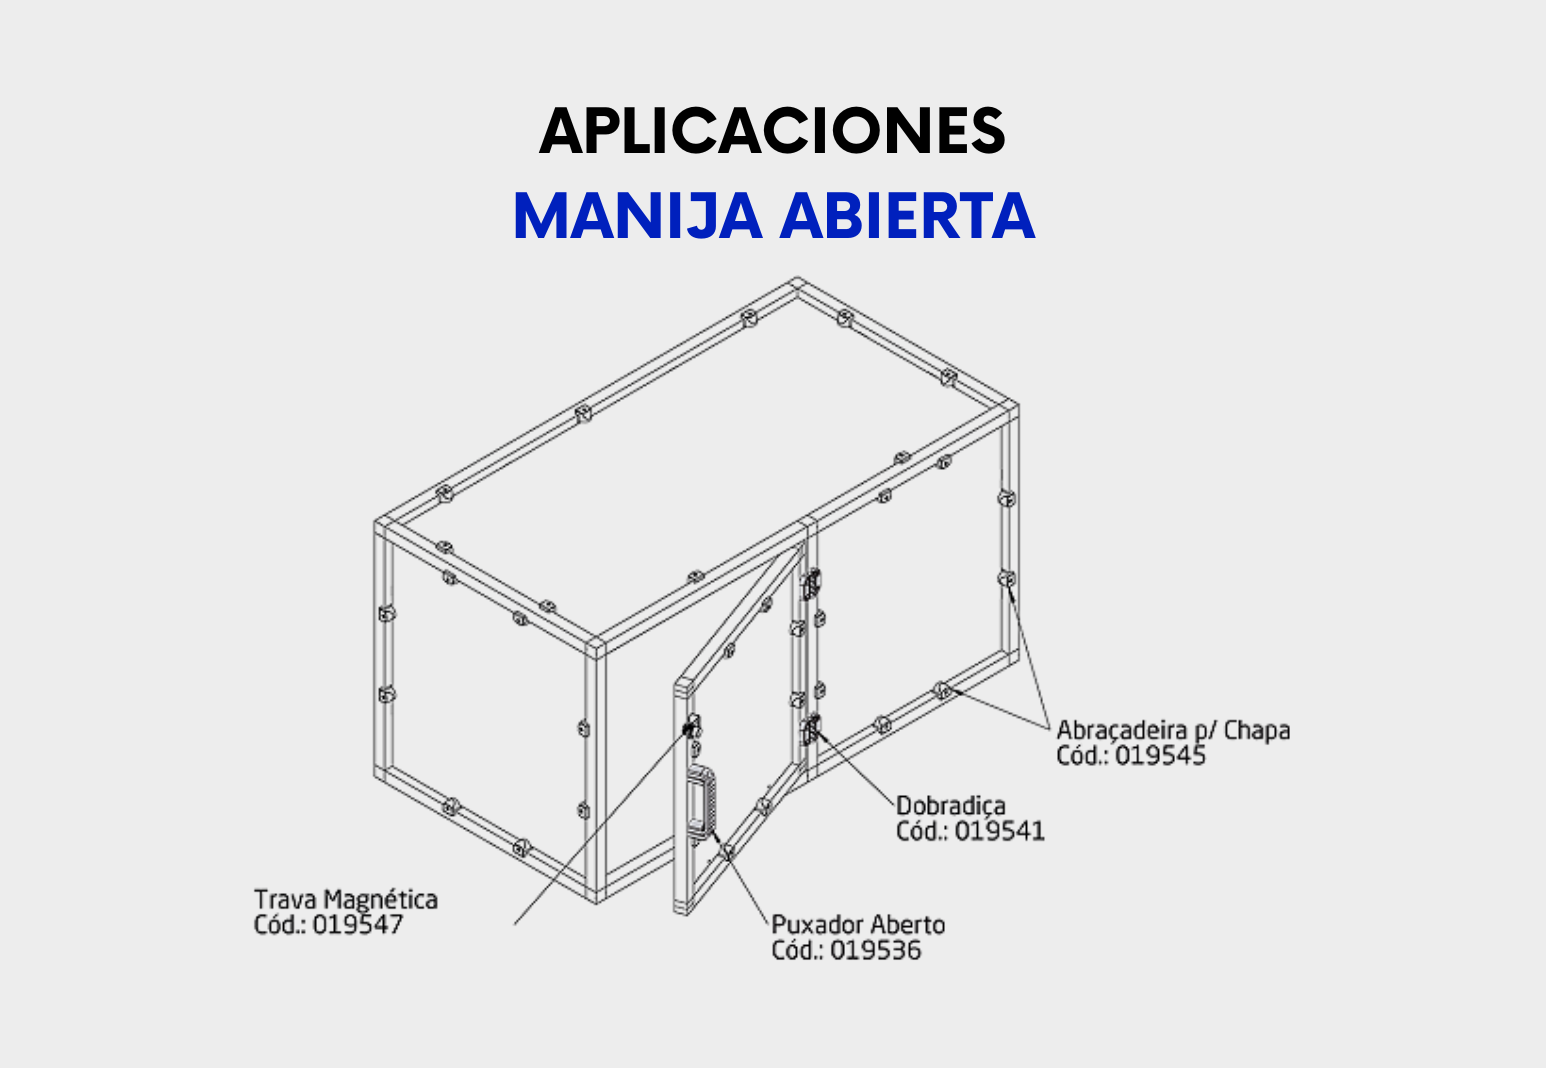 APLICACIONES
MANIJA ABIERTA
Abraçadeira p/ Chapa
Cód.: 019545
Dobradiça
Cód.: 019541
Trava Magnética
Cód.: 019547
Puxador Aberto
Cód.: 019536